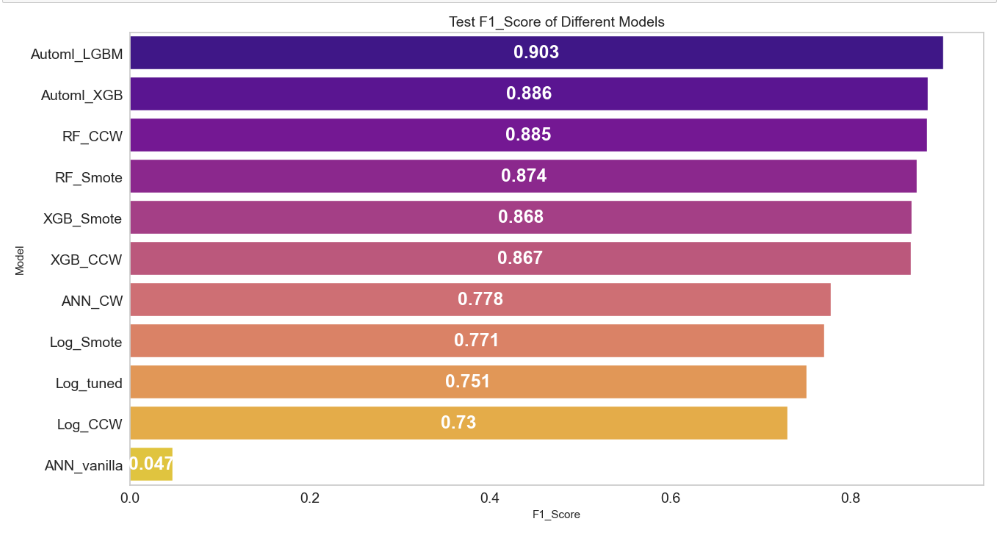 Test F1_Score of Different Models
Automl_LGBM 0.903
Automl_XGB 0.886
RF_CCW 0.885
RF_Smote 0.874
XGB_Smote 0.868
XGB_CCW 0.867
ANN_CW 0.778
Log_Smote 0.771
Log_tuned 0.751
Log_CCW 0.73
ANN_vanilla 0.047
Model
0.0 0.2 0.4 0.6 0.8
F1_Score